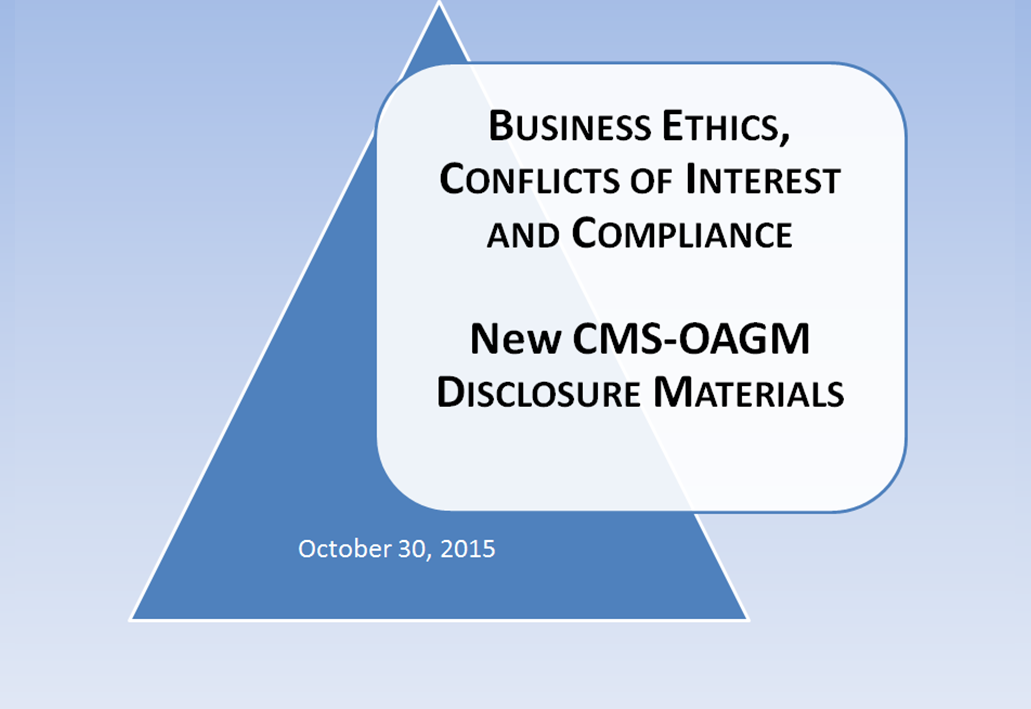 BUSINESS ETHICS,
CONFLICTS OF INTEREST
AND COMPLIANCE
New CMS-OAGM
DISCLOSURE MATERIALS
October 30, 2015